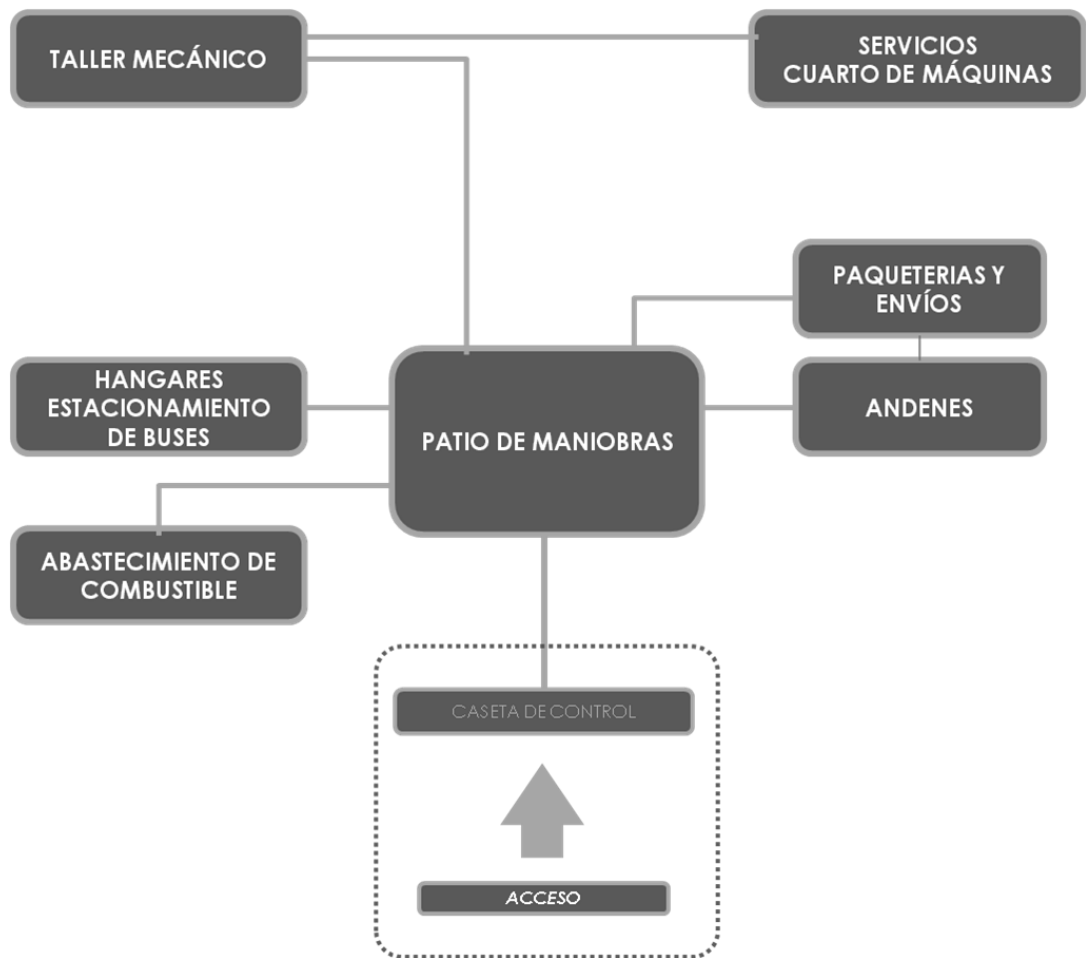 TALLER MECÁNICO
SERVICIOS
CUARTO DE MÁQUINAS
PAQUETERIAS Y
ENVÍOS
HANGARES
ESTACIONAMIENTO
DE BUSES
PATIO DE MANIOBRAS
ANDENES
ABASTECIMIENTO DE
COMBUSTIBLE
CASETA DE CONTROL
ACCESO